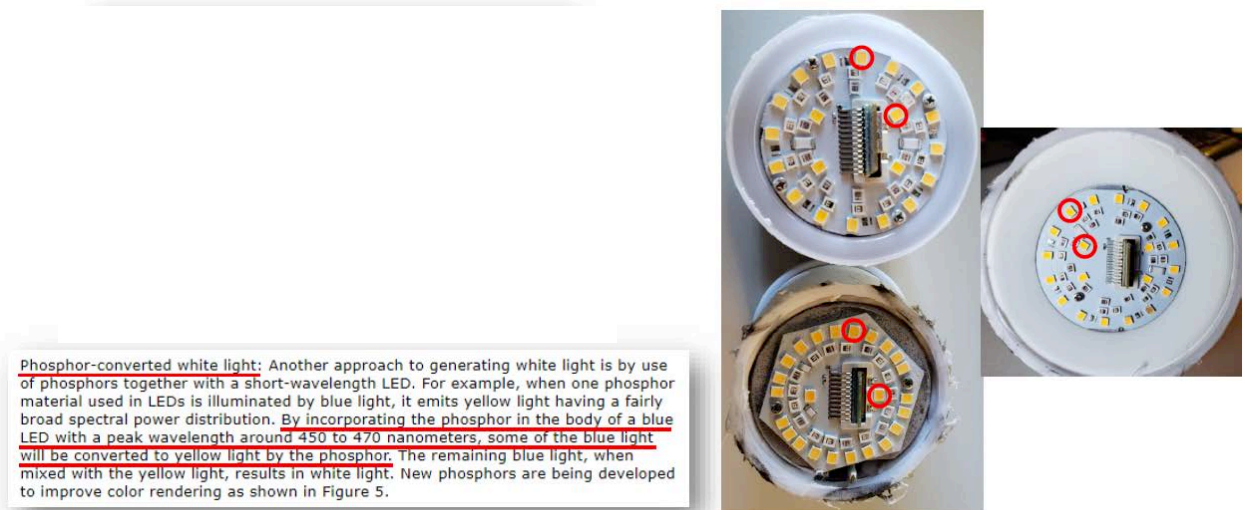 Phosphor-converted white light: Another approach to generating white light is by use
of phosphors together with a short-wavelength LED. For example, when one phosphor
material used in LEDs is illuminated by blue light, it emits yellow light having a fairly
broad spectral power distribution. By incorporating the phosphor in the body of a blue
LED with a peak wavelength around 450 to 470 nanometers, some of the blue light
will be converted to yellow light by the phosphor. The remaining blue light, when
mixed with the yellow light, results in white light. New phosphors are being developed
to improve color rendering as shown in Figure 5.